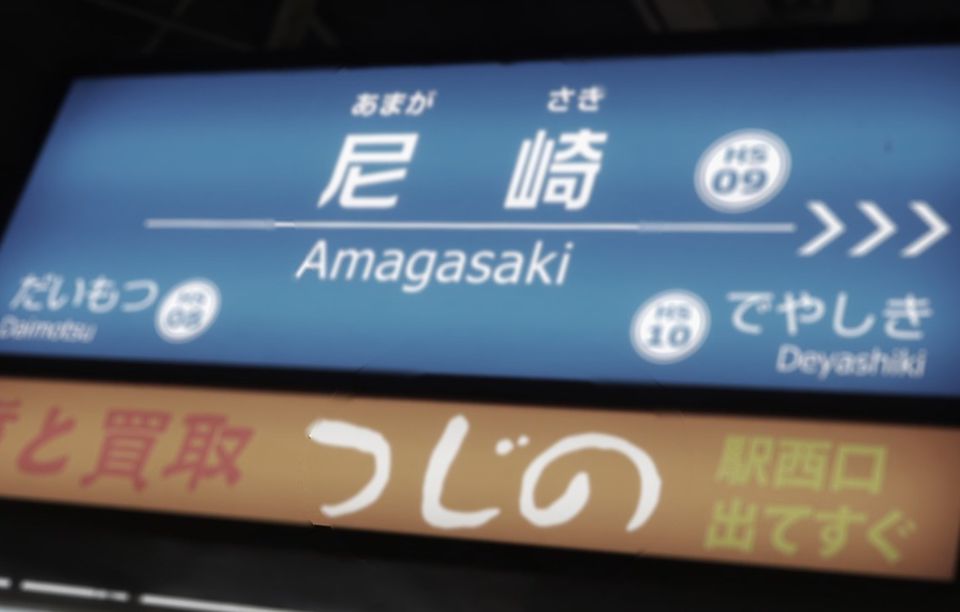 あまが さき
尼崎
HS
09
Amagasaki
だいもつ
Daimotsu
HS
08
HS
10
でやしき
Deyashiki
と買取
つじの
駅西口
出てすぐ